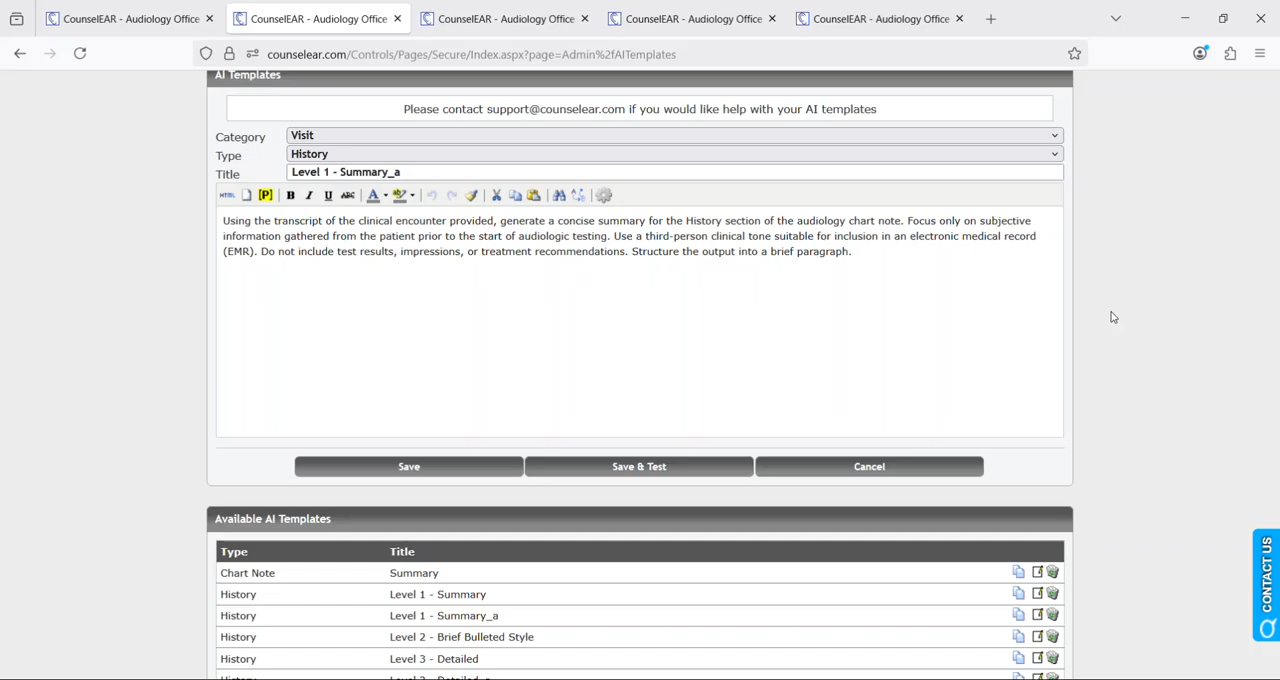 CounselEAR - Audiology Office
CounselEAR - Audiology Office
CounselEAR - Audiology Office
CounselEAR - Audiology Office
CounselEAR - Audiology Office
counselear.com/Controls/Pages/Secure/Index.aspx?page=Admin%2fAITemplates
AI Templates
Please contact support@counselear.com if you would like help with your AI templates
Category Visit
Type History
Title Level 1 - Summary_a
HTML [P] B I U ABC A ab
Using the transcript of the clinical encounter provided, generate a concise summary for the History section of the audiology chart note. Focus only on subjective
information gathered from the patient prior to the start of audiologic testing. Use a third-person clinical tone suitable for inclusion in an electronic medical record
(EMR). Do not include test results, impressions, or treatment recommendations. Structure the output into a brief paragraph.
Save Save & Test Cancel
Available AI Templates
Type Title
Chart Note Summary
History Level 1 - Summary
History Level 1 - Summary_a
History Level 2 - Brief Bulleted Style
History Level 3 - Detailed
CONTACT US